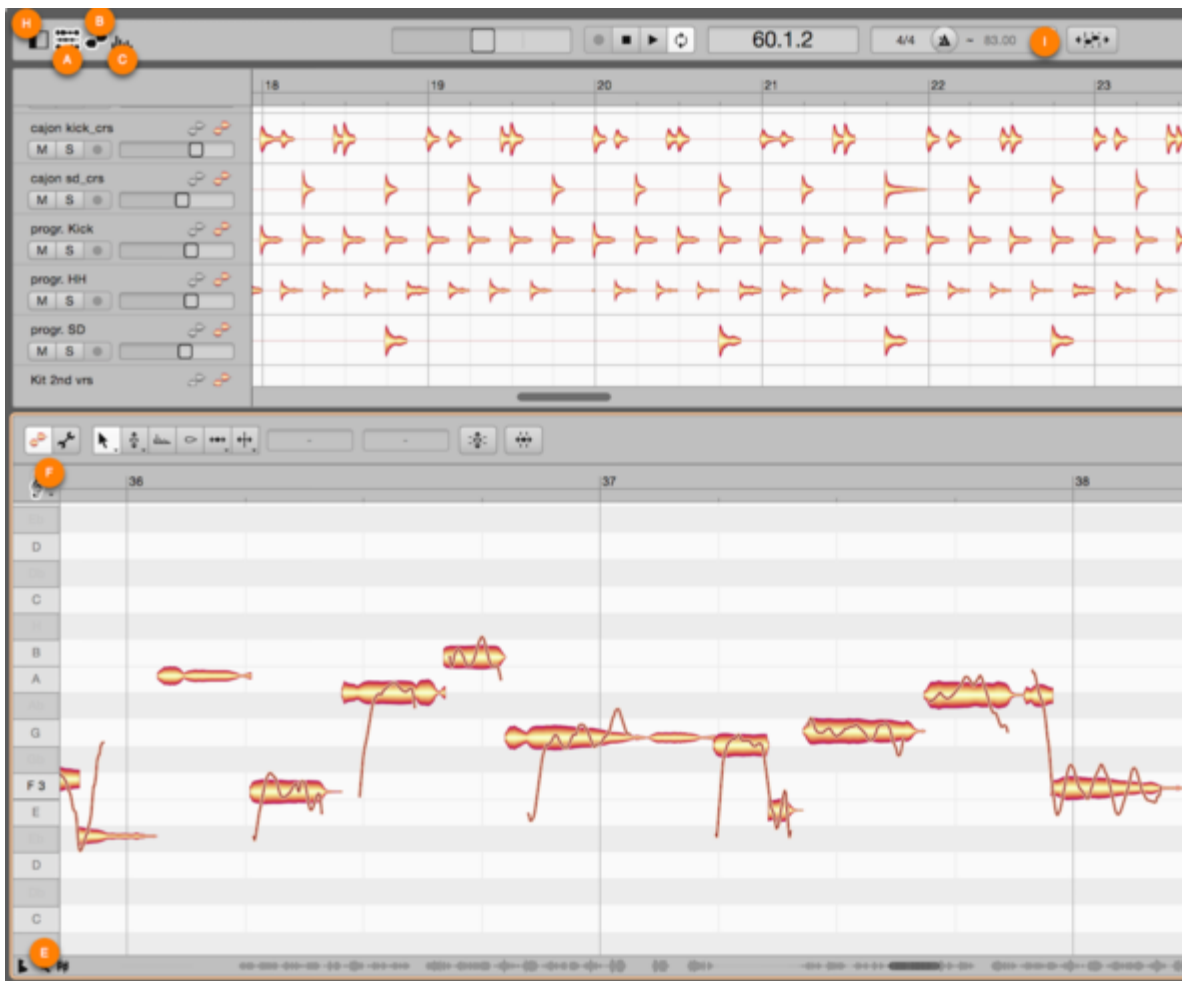 H
B
A
C
60.1.2
4/4
~ 83.00
I
18
19
20
21
22
23
cajon kick_crs
M S
cajon sd_crs
M S
progr. Kick
M S
progr. HH
M S
progr. SD
M S
Kit 2nd vrs
- -
F
36
37
38
D
C
B
A
G
F 3
E
D
C
E